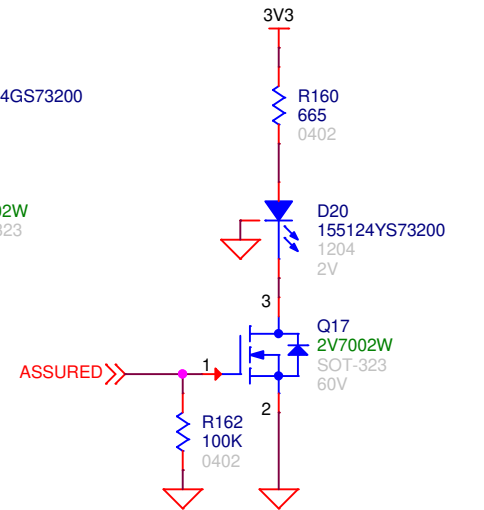 3V3
R160
665
0402
4GS73200
D20
155124YS73200
1204
2V
02W
323
3
Q17
2V7002W
SOT-323
60V
1
ASSURED
2
R162
100K
0402